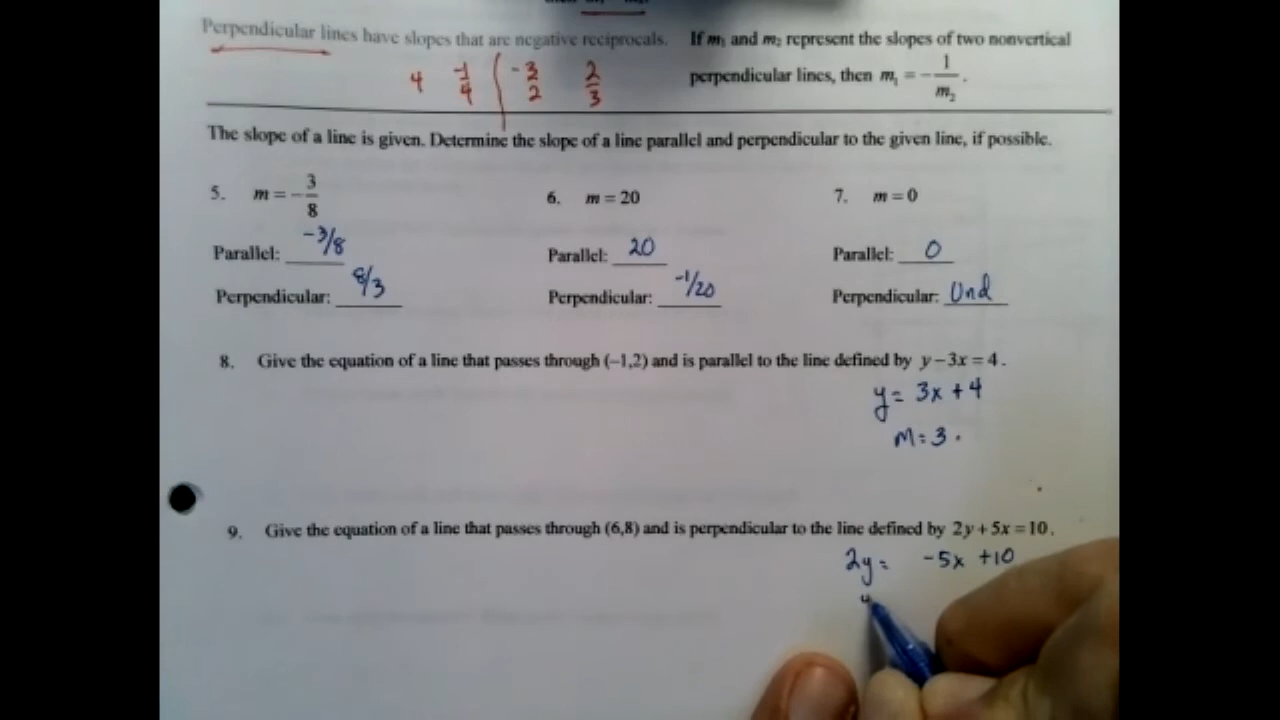 Perpendicular lines have slopes that are negative reciprocals. If m₁ and m₂ represent the slopes of two nonvertical
perpendicular lines, then m₁ = -1/m₂.
4 -1/4 -3/2 2/3
The slope of a line is given. Determine the slope of a line parallel and perpendicular to the given line, if possible.
5. m = -3/8 6. m = 20 7. m = 0
Parallel: -3/8 Parallel: 20 Parallel: 0
Perpendicular: 8/3 Perpendicular: -1/20 Perpendicular: Und
8. Give the equation of a line that passes through (-1,2) and is parallel to the line defined by y-3x=4.
y = 3x + 4
m = 3.
9. Give the equation of a line that passes through (6,8) and is perpendicular to the line defined by 2y+5x=10.
2y = -5x +10